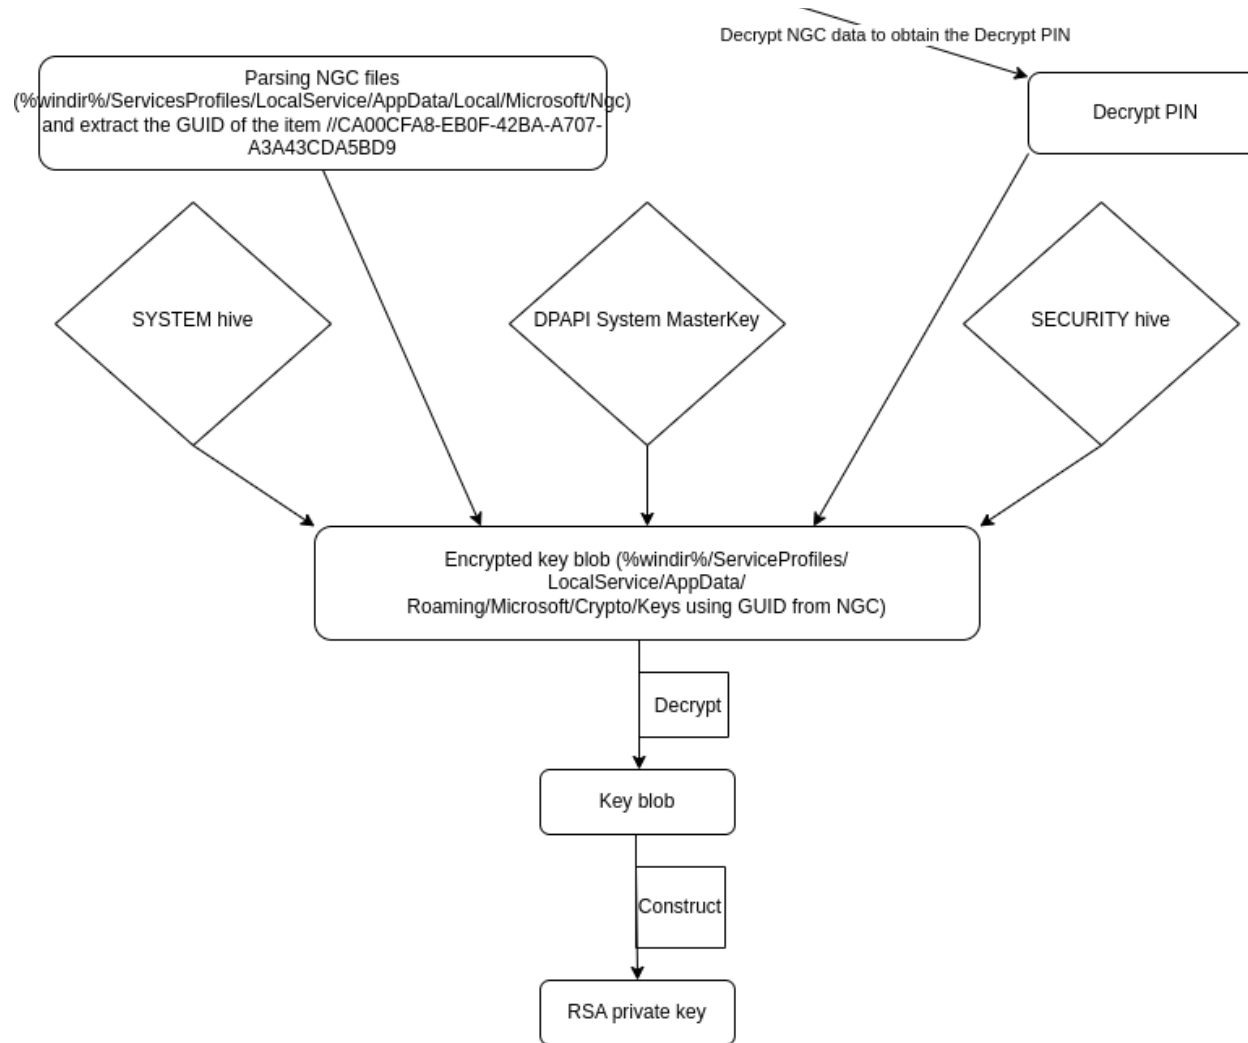 Decrypt NGC data to obtain the Decrypt PIN
Parsing NGC files
(%windir%/ServicesProfiles/LocalService/AppData/Local/Microsoft/Ngc)
and extract the GUID of the item //CA00CFA8-EB0F-42BA-A707-
A3A43CDA5BD9
Decrypt PIN
SYSTEM hive
DPAPI System MasterKey
SECURITY hive
Encrypted key blob (%windir%/ServiceProfiles/
LocalService/AppData/
Roaming/Microsoft/Crypto/Keys using GUID from NGC)
Decrypt
Key blob
Construct
RSA private key